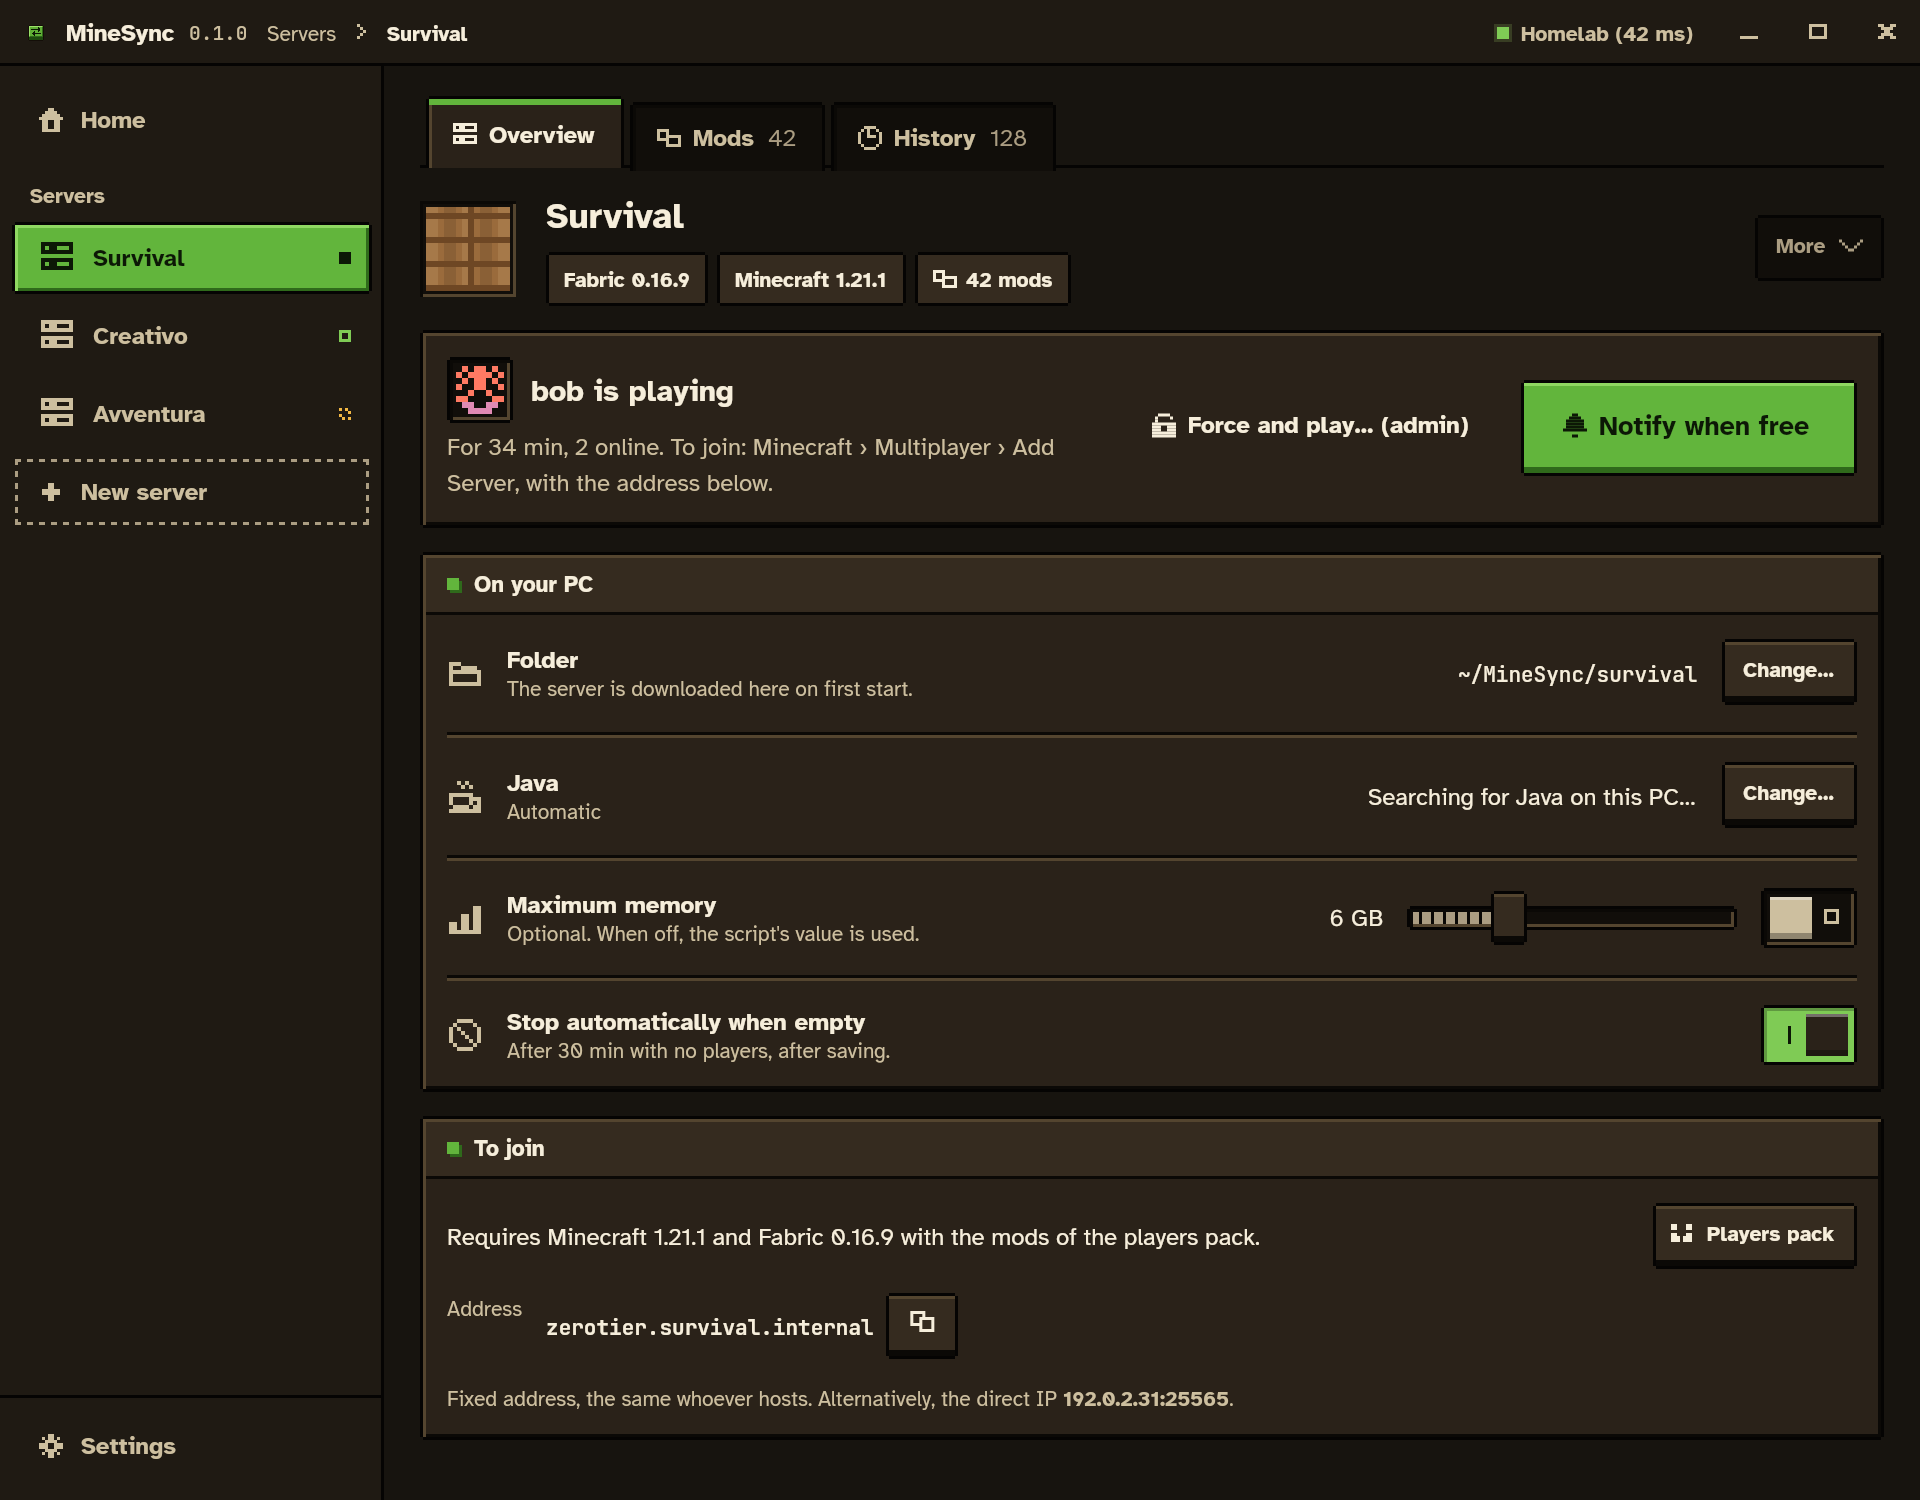 MineSync 0.1.0 Servers Survival
Homelab (42 ms)
Home
Servers
Survival
Creativo
Avventura
New server
Settings
Overview
Mods 42
History 128
Survival
Fabric 0.16.9
Minecraft 1.21.1
42 mods
More
bob is playing
For 34 min, 2 online. To join: Minecraft › Multiplayer › Add
Server, with the address below.
Force and play... (admin)
Notify when free
On your PC
Folder
The server is downloaded here on first start.
~/MineSync/survival
Change...
Java
Automatic
Searching for Java on this PC...
Change...
Maximum memory
Optional. When off, the script's value is used.
6 GB
Stop automatically when empty
After 30 min with no players, after saving.
To join
Requires Minecraft 1.21.1 and Fabric 0.16.9 with the mods of the players pack.
Players pack
Address
zerotier.survival.internal
Fixed address, the same whoever hosts. Alternatively, the direct IP 192.0.2.31:25565.